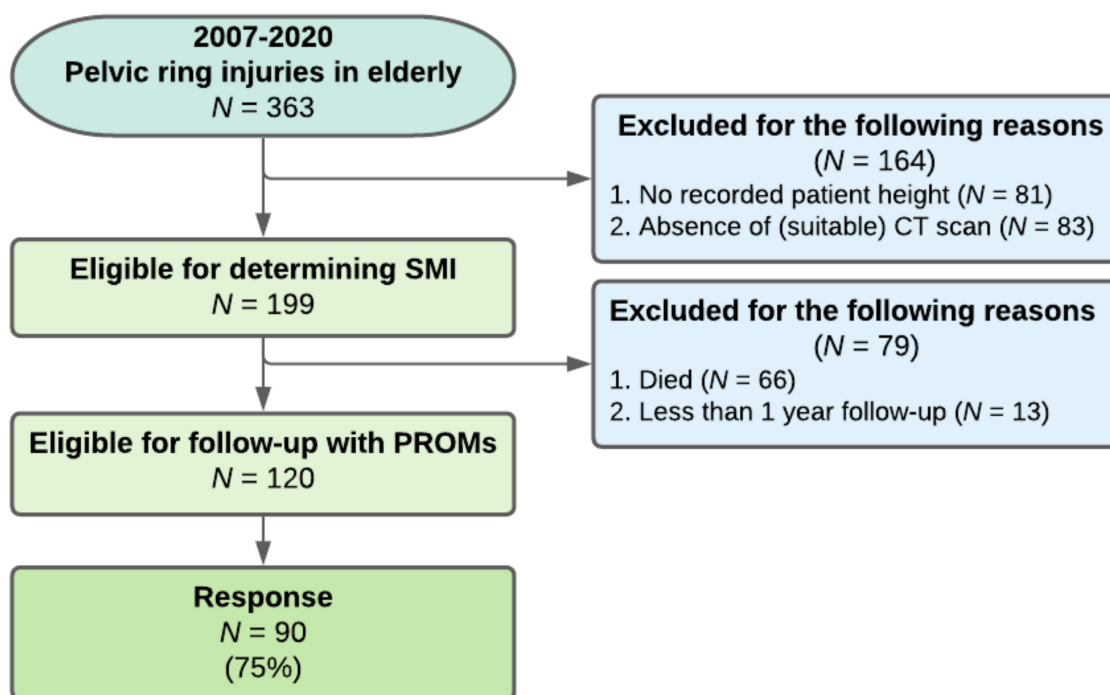 2007-2020
Pelvic ring injuries in elderly
N = 363
Excluded for the following reasons
(N = 164)
1. No recorded patient height (N = 81)
2. Absence of (suitable) CT scan (N = 83)
Eligible for determining SMI
N = 199
Excluded for the following reasons
(N = 79)
1. Died (N = 66)
2. Less than 1 year follow-up (N = 13)
Eligible for follow-up with PROMs
N = 120
Response
N = 90
(75%)